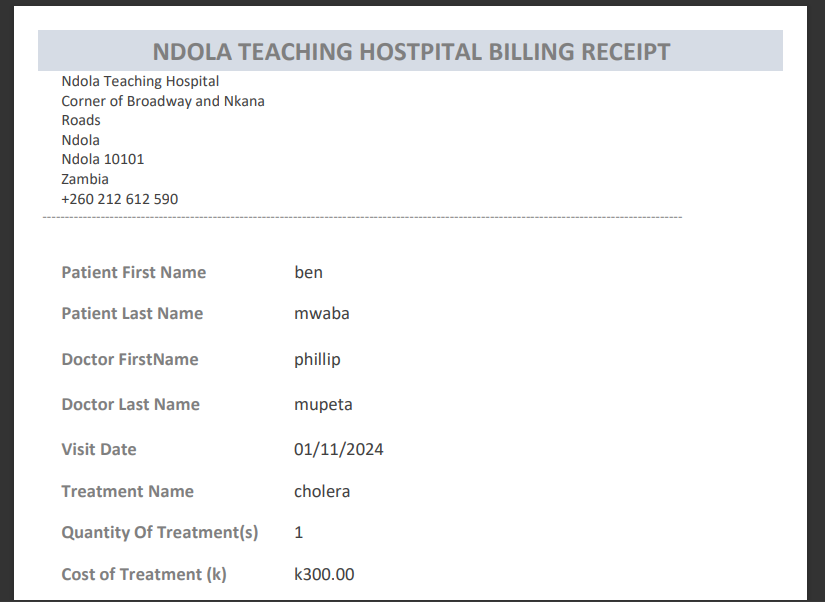 NDOLA TEACHING HOSTPITAL BILLING RECEIPT
Ndola Teaching Hospital
Corner of Broadway and Nkana
Roads
Ndola
Ndola 10101
Zambia
+260 212 612 590
Patient First Name ben
Patient Last Name mwaba
Doctor FirstName phillip
Doctor Last Name mupeta
Visit Date 01/11/2024
Treatment Name cholera
Quantity Of Treatment(s) 1
Cost of Treatment (k) k300.00